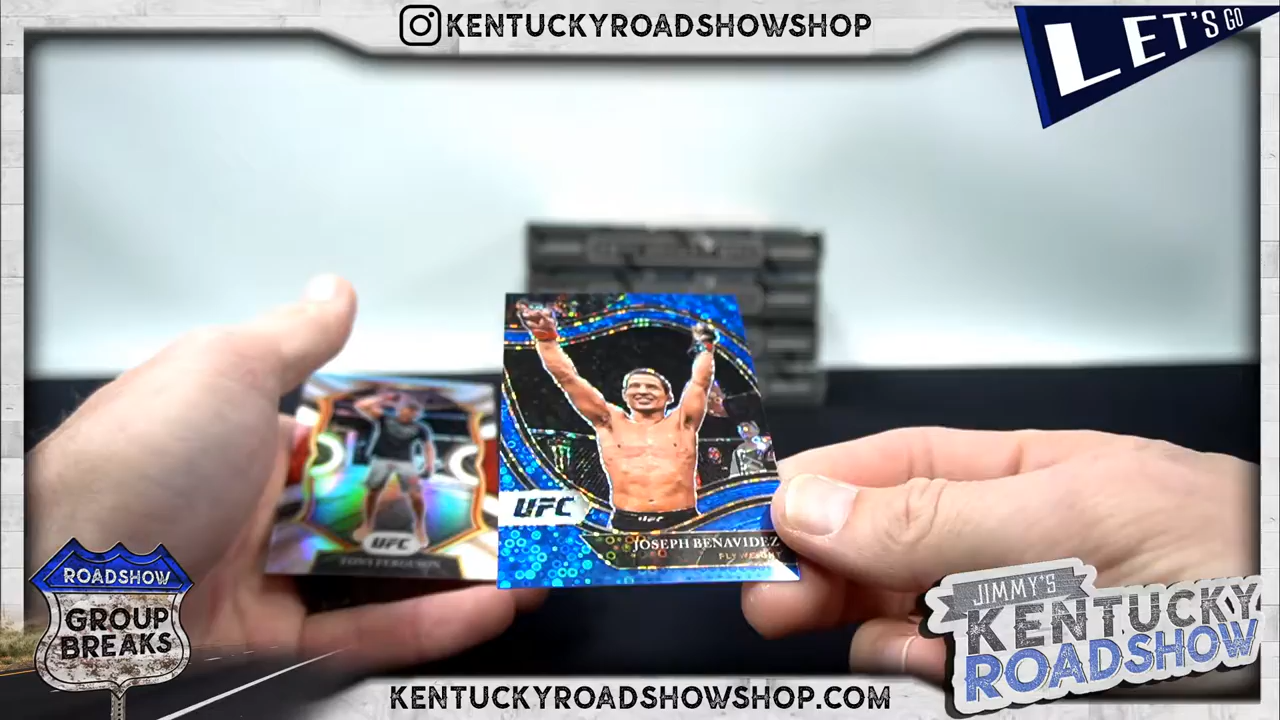 KENTUCKYROADSHOWSHOP
LET'S GO
UFC
JOSEPH BENAVIDEZ
FLYWEIGHT
UFC
TONY FERGUSON
ROADSHOW
GROUP
BREAKS
JIMMY'S
KENTUCKY
ROADSHOW
KENTUCKYROADSHOWSHOP.COM